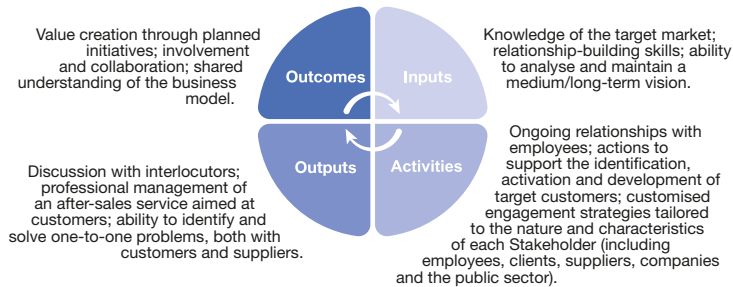 Value creation through planned
initiatives; involvement
and collaboration; shared
understanding of the business
model.
Outcomes
Inputs
Knowledge of the target market;
relationship-building skills; ability
to analyse and maintain a
medium/long-term vision.
Discussion with interlocutors;
professional management of
an after-sales service aimed at
customers; ability to identify and
solve one-to-one problems, both with
customers and suppliers.
Outputs
Activities
Ongoing relationships with
employees; actions to
support the identification,
activation and development of
target customers; customised
engagement strategies tailored
to the nature and characteristics
of each Stakeholder (including
employees, clients, suppliers, companies
and the public sector).